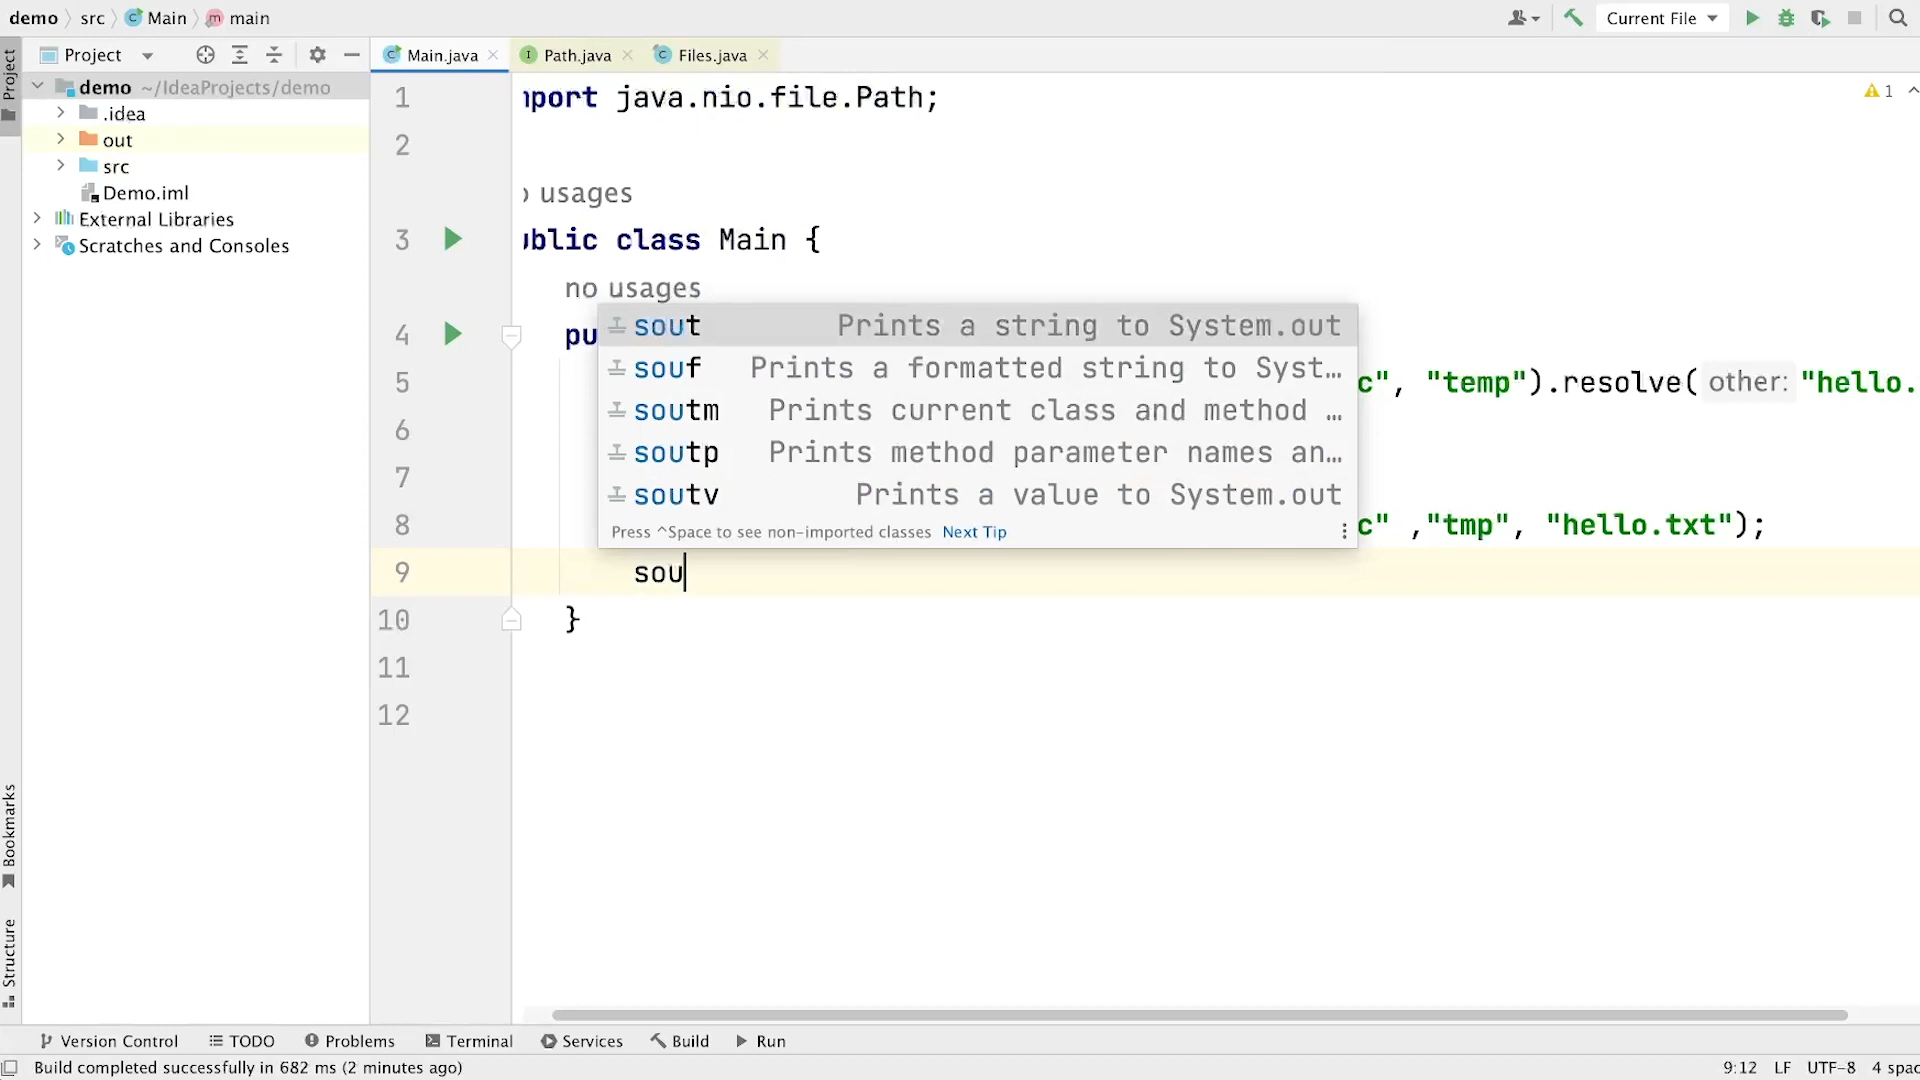 demo src Main main
Current File
Project
Main.java
Path.java
Files.java
Project
demo ~/IdeaProjects/demo
.idea
out
src
Demo.iml
External Libraries
Scratches and Consoles
1 port java.nio.file.Path;
1
2
usages
3 blic class Main {
no usages
4 pu
sout Prints a string to System.out
souf Prints a formatted string to Syst…
soutm Prints current class and method …
soutp Prints method parameter names an…
soutv Prints a value to System.out
Press ^Space to see non-imported classes Next Tip
5 c", "temp").resolve( other: "hello.
6
7
8 c" ,"tmp", "hello.txt");
9 sou
10 }
11
12
Bookmarks
Structure
Version Control TODO Problems Terminal Services Build Run
Build completed successfully in 682 ms (2 minutes ago)
9:12 LF UTF-8 4 spac